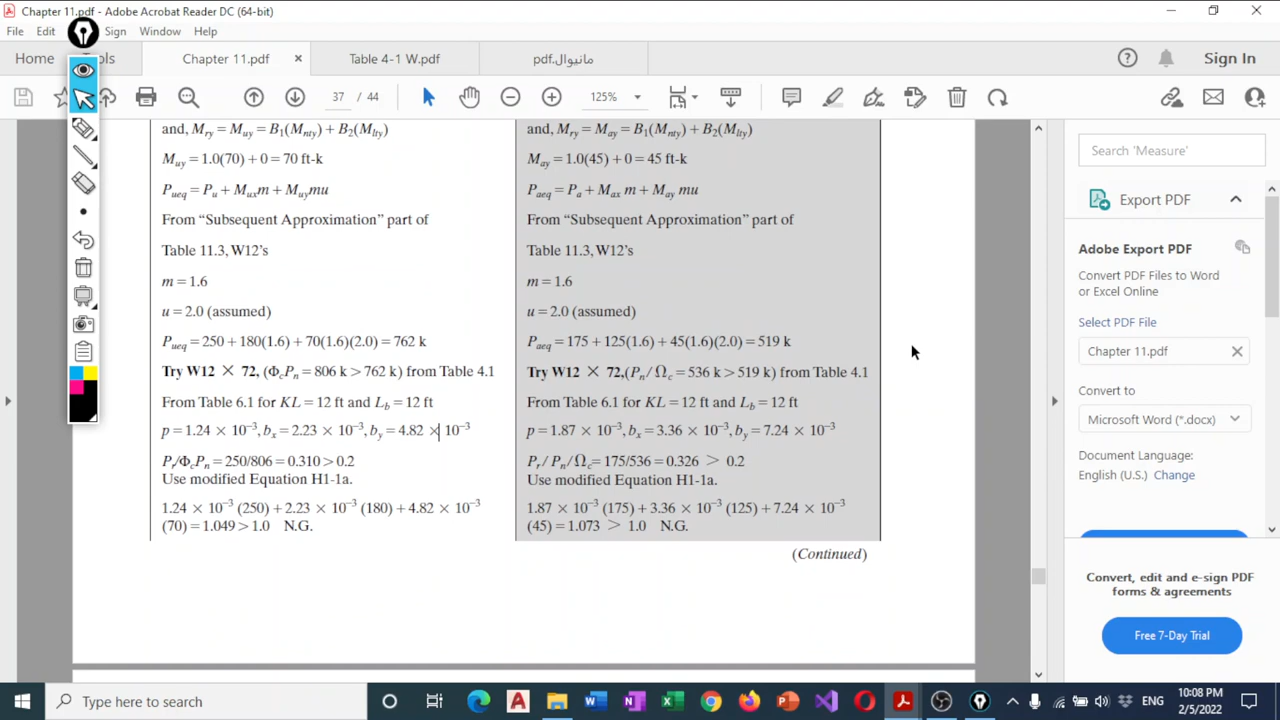 Chapter 11.pdf - Adobe Acrobat Reader DC (64-bit)
File Edit Sign Window Help
Home Tools Chapter 11.pdf × Table 4-1 W.pdf مانيوال.pdf Sign In
37 / 44 125%
and, Mry = Muy = B1(Mnty) + B2(Mlty)
Muy = 1.0(70) + 0 = 70 ft-k
Pueq = Pu + Muxm + Muymu
From “Subsequent Approximation” part of
Table 11.3, W12’s
m = 1.6
u = 2.0 (assumed)
Pueq = 250 + 180(1.6) + 70(1.6)(2.0) = 762 k
Try W12 × 72, (ΦcPn = 806 k > 762 k) from Table 4.1
From Table 6.1 for KL = 12 ft and Lb = 12 ft
p = 1.24 × 10⁻³, bx = 2.23 × 10⁻³, by = 4.82 × 10⁻³
Pr/ΦcPn = 250/806 = 0.310 > 0.2
Use modified Equation H1-1a.
1.24 × 10⁻³ (250) + 2.23 × 10⁻³ (180) + 4.82 × 10⁻³
(70) = 1.049 > 1.0 N.G.
and, Mry = May = B1(Mnty) + B2(Mlty)
May = 1.0(45) + 0 = 45 ft-k
Paeq = Pa + Max m + May mu
From “Subsequent Approximation” part of
Table 11.3, W12’s
m = 1.6
u = 2.0 (assumed)
Paeq = 175 + 125(1.6) + 45(1.6)(2.0) = 519 k
Try W12 × 72, (Pn/Ωc = 536 k > 519 k) from Table 4.1
From Table 6.1 for KL = 12 ft and Lb = 12 ft
p = 1.87 × 10⁻³, bx = 3.36 × 10⁻³, by = 7.24 × 10⁻³
Pr / Pn / Ωc = 175/536 = 0.326 > 0.2
Use modified Equation H1-1a.
1.87 × 10⁻³ (175) + 3.36 × 10⁻³ (125) + 7.24 × 10⁻³
(45) = 1.073 > 1.0 N.G.
(Continued)
Search 'Measure'
Export PDF
Adobe Export PDF
Convert PDF Files to Word
or Excel Online
Select PDF File
Chapter 11.pdf ×
Convert to
Microsoft Word (*.docx)
Document Language:
English (U.S.) Change
Convert, edit and e-sign PDF
forms & agreements
Free 7-Day Trial
Type here to search
ENG
10:08 PM
2/5/2022